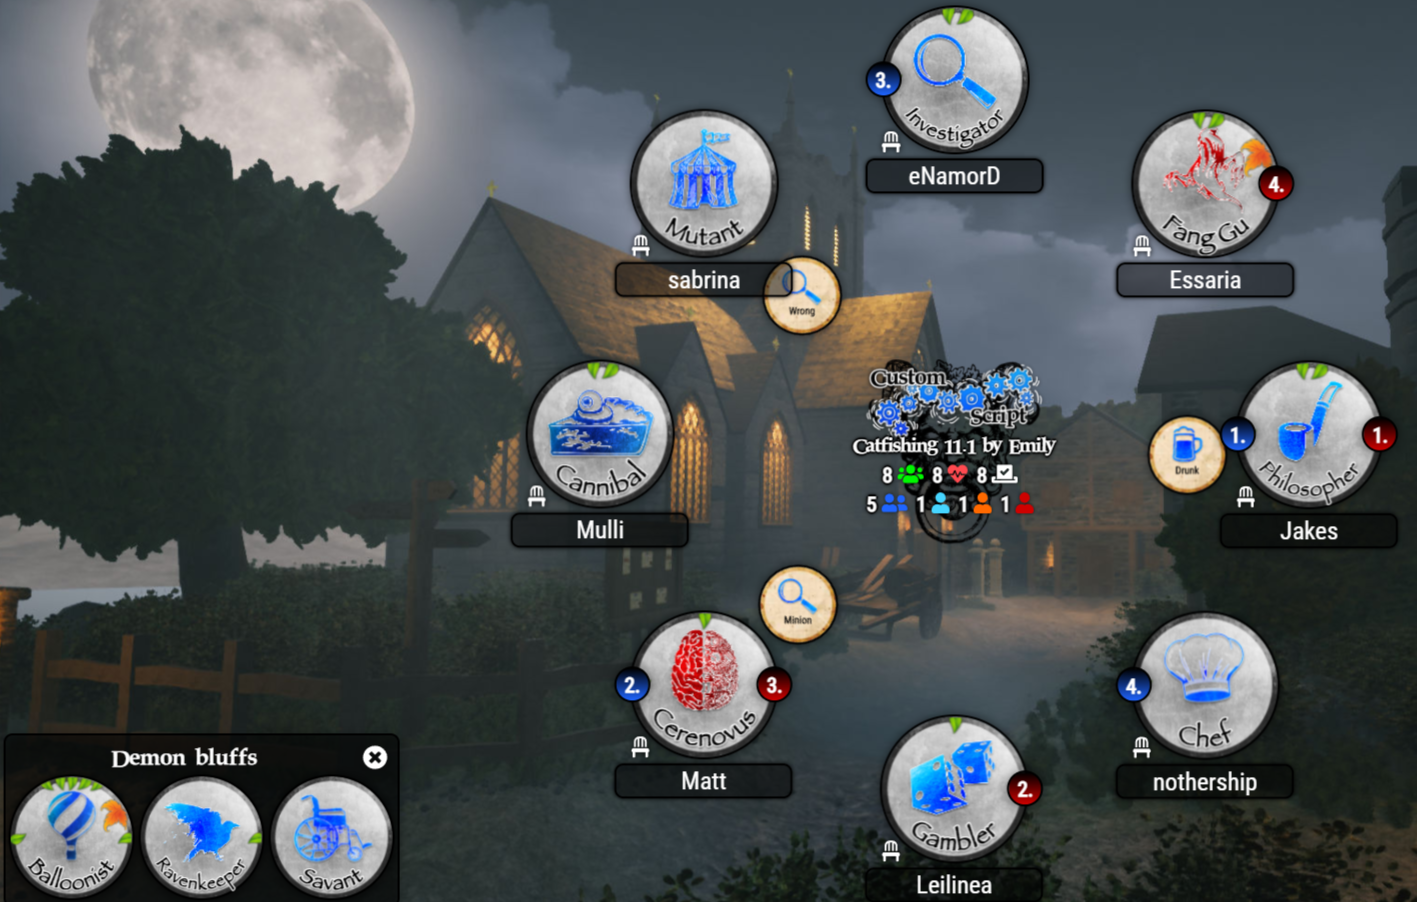 Investigator
3.
eNamorD
Mutant
sabrina
Wrong
Fang Gu
4.
Essaria
Cannibal
Mulli
Custom
Script
Catfishing 11.1 by Emily
8 8 8
5 1 1 1
Drunk
1.
Philosopher
1.
Jakes
Minion
2.
Cerenovus
3.
Matt
4.
Chef
nothership
Gambler
2.
Leilinea
Demon bluffs
Balloonist
Ravenkeeper
Savant